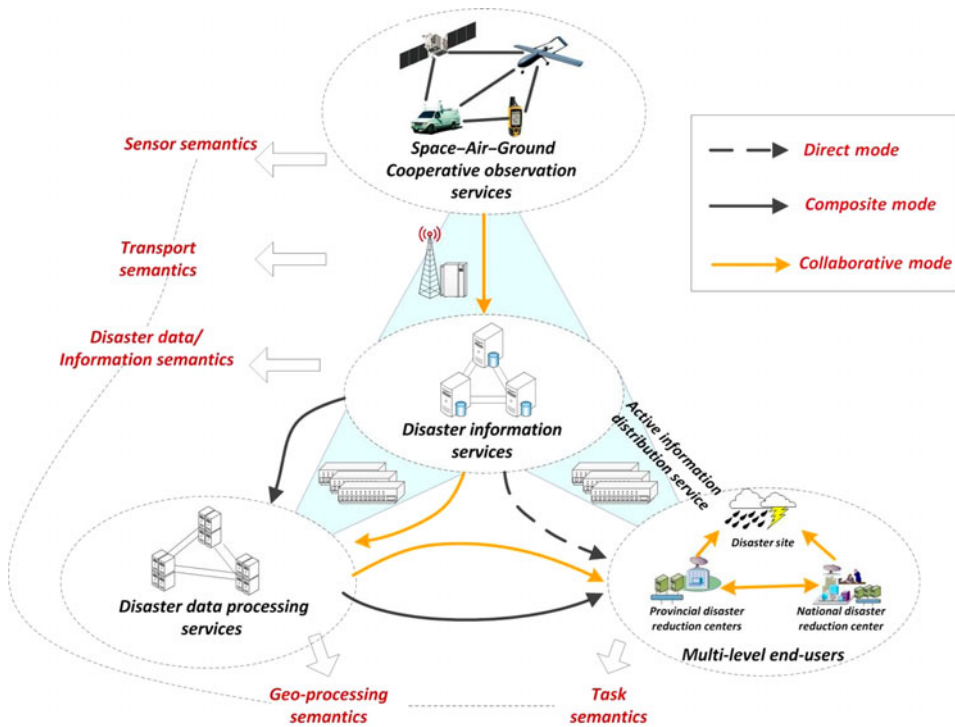 Sensor semantics
Space–Air–Ground
Cooperative observation
services
Direct mode
Composite mode
Collaborative mode
Transport
semantics
Disaster data/
Information semantics
Disaster information
services
Active information
distribution service
Disaster site
Disaster data processing
services
Provincial disaster
reduction centers
National disaster
reduction center
Multi-level end-users
Geo-processing
semantics
Task
semantics